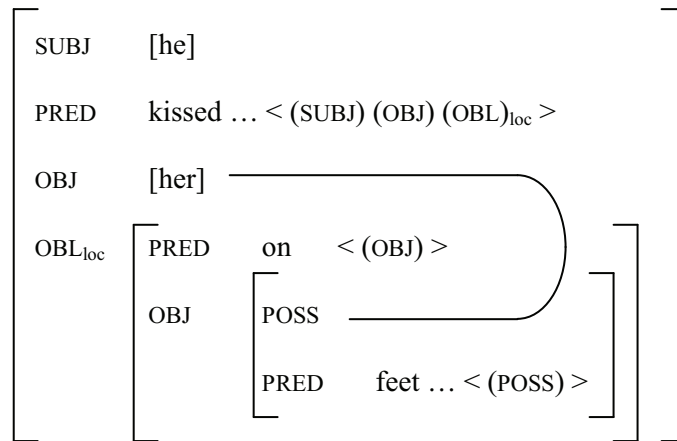 SUBJ [he]
PRED kissed … < (SUBJ) (OBJ) (OBL)loc >
OBJ [her]
OBLloc PRED on < (OBJ) >
OBJ POSS
PRED feet … < (POSS) >